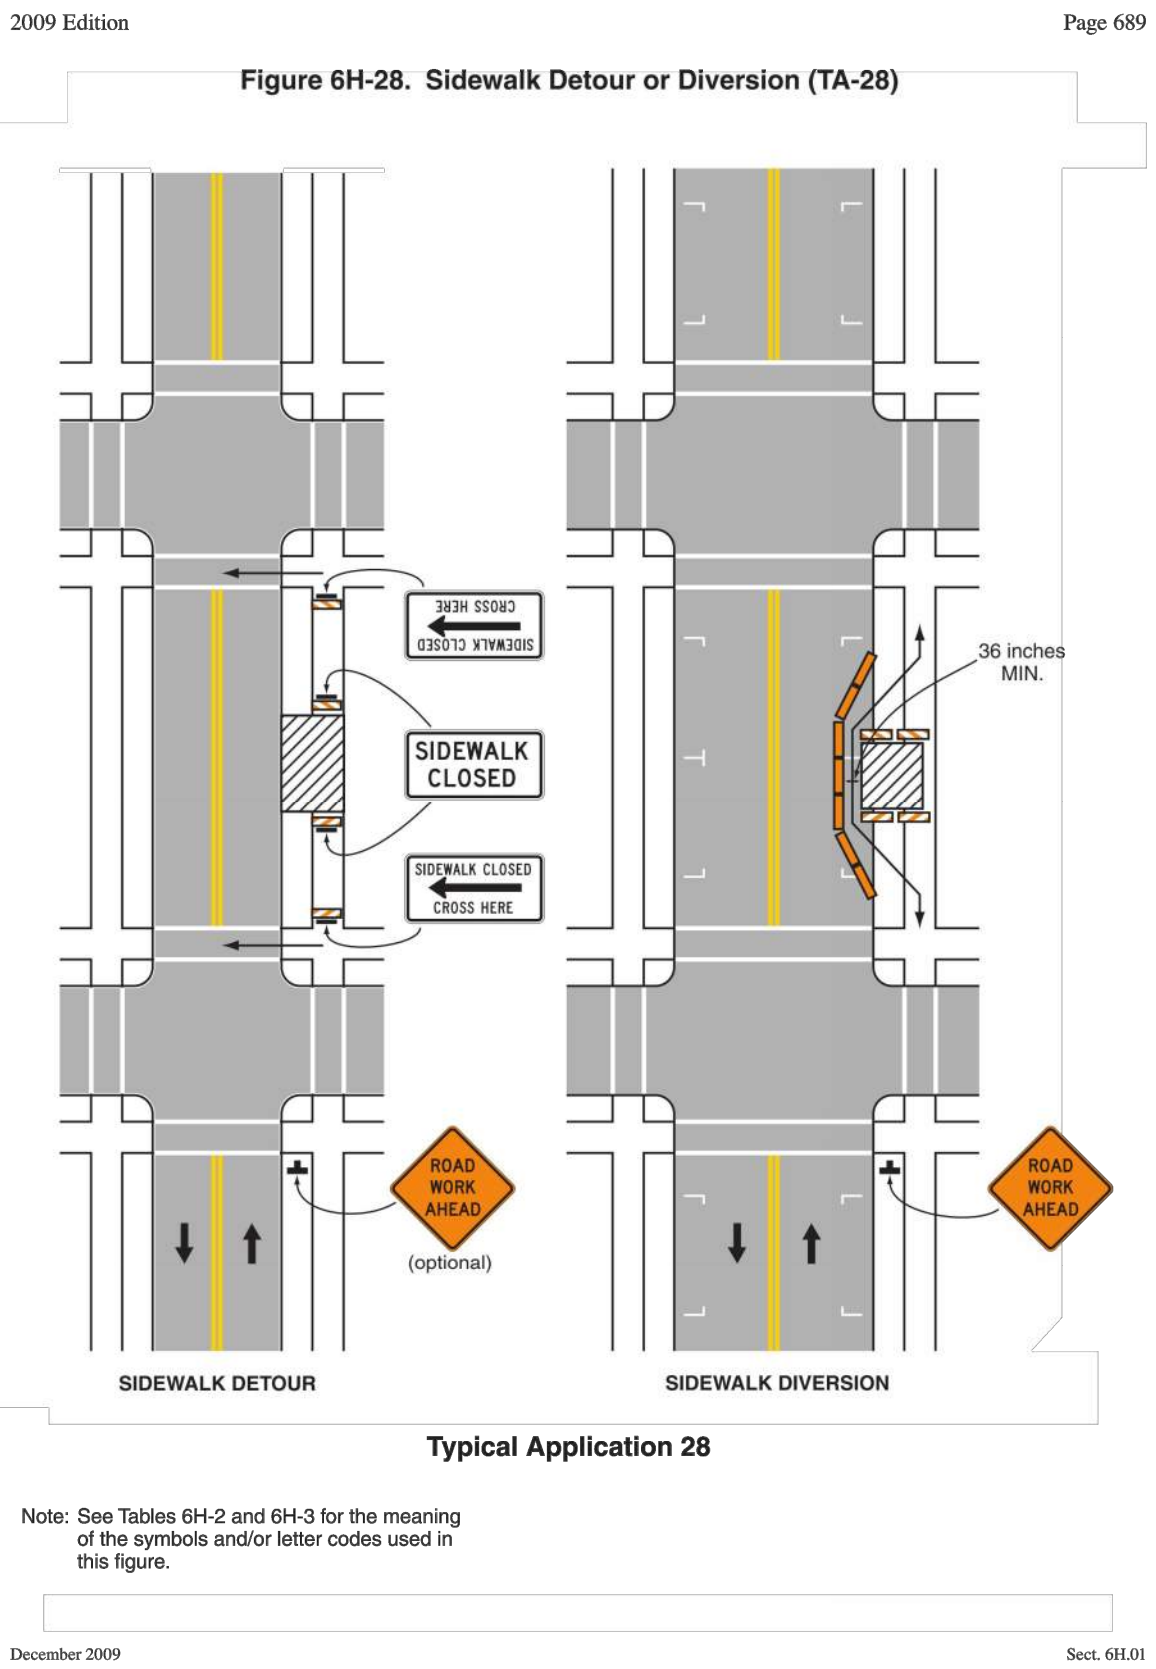 2009 Edition
Page 689
Figure 6H-28. Sidewalk Detour or Diversion (TA-28)
SIDEWALK CLOSED
CROSS HERE
36 inches
MIN.
SIDEWALK
CLOSED
SIDEWALK CLOSED
CROSS HERE
ROAD
WORK
AHEAD
(optional)
ROAD
WORK
AHEAD
SIDEWALK DETOUR
SIDEWALK DIVERSION
Typical Application 28
Note: See Tables 6H-2 and 6H-3 for the meaning
of the symbols and/or letter codes used in
this figure.
December 2009
Sect. 6H.01